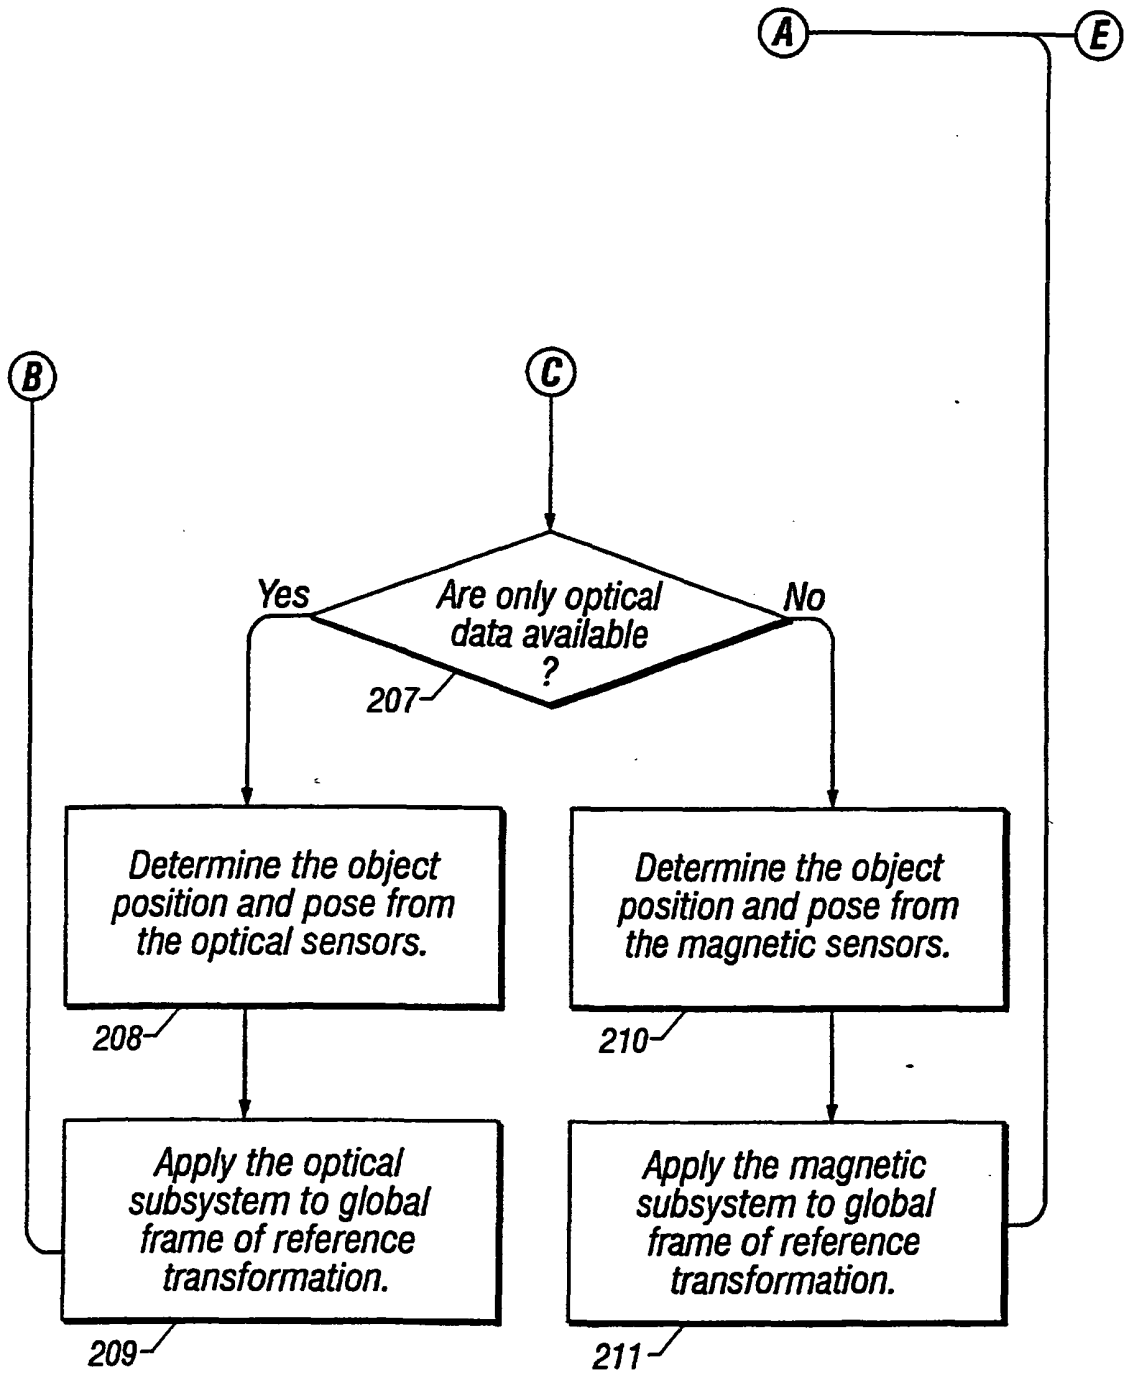 A
E
B
C
Yes
Are only optical
data available
?
No
207
Determine the object
position and pose from
the optical sensors.
208
Determine the object
position and pose from
the magnetic sensors.
210
Apply the optical
subsystem to global
frame of reference
transformation.
209
Apply the magnetic
subsystem to global
frame of reference
transformation.
211